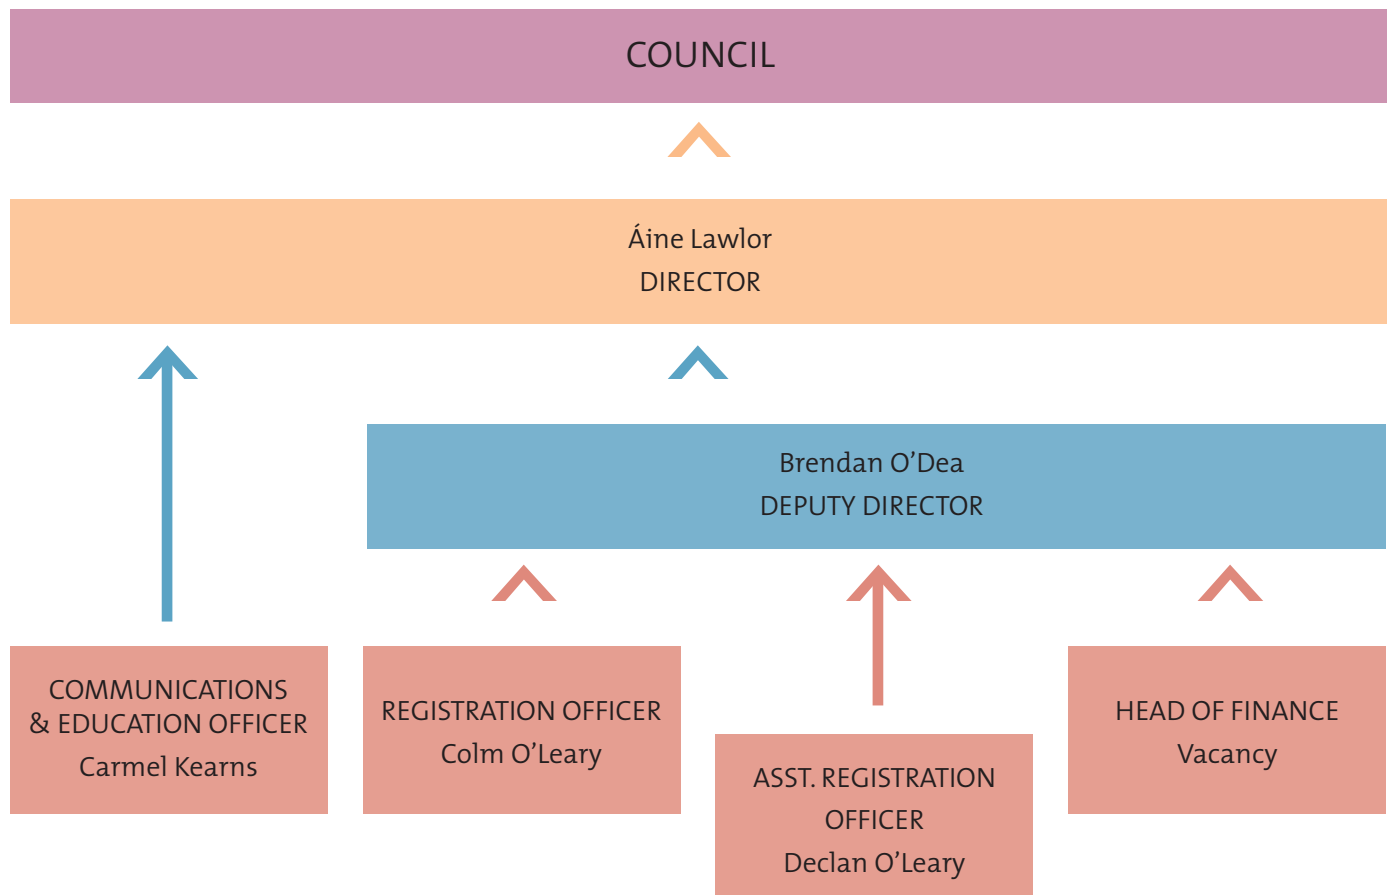 COUNCIL
Áine Lawlor
DIRECTOR
Brendan O’Dea
DEPUTY DIRECTOR
COMMUNICATIONS
& EDUCATION OFFICER
Carmel Kearns
REGISTRATION OFFICER
Colm O’Leary
ASST. REGISTRATION
OFFICER
Declan O’Leary
HEAD OF FINANCE
Vacancy